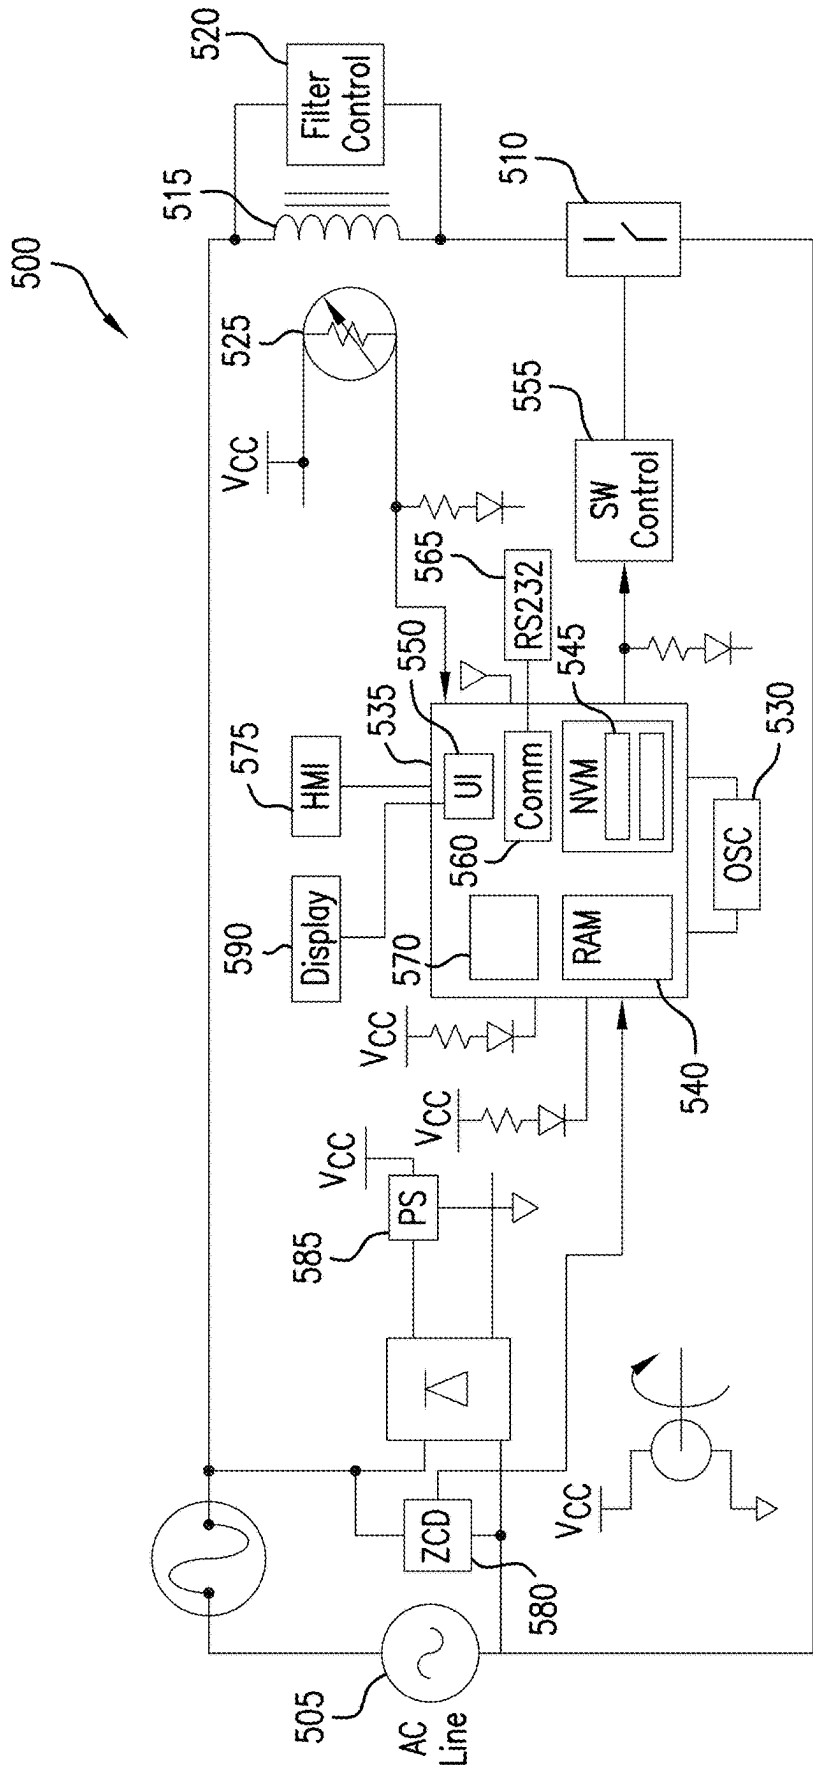 500
520
Filter
Control
515
525
VCC
510
555
SW
Control
565
RS232
550
535
575
HMI
UI
Comm
560
545
NVM
530
OSC
590
Display
570
RAM
540
VCC
VCC
VCC
585
PS
ZCD
580
VCC
505
AC
Line